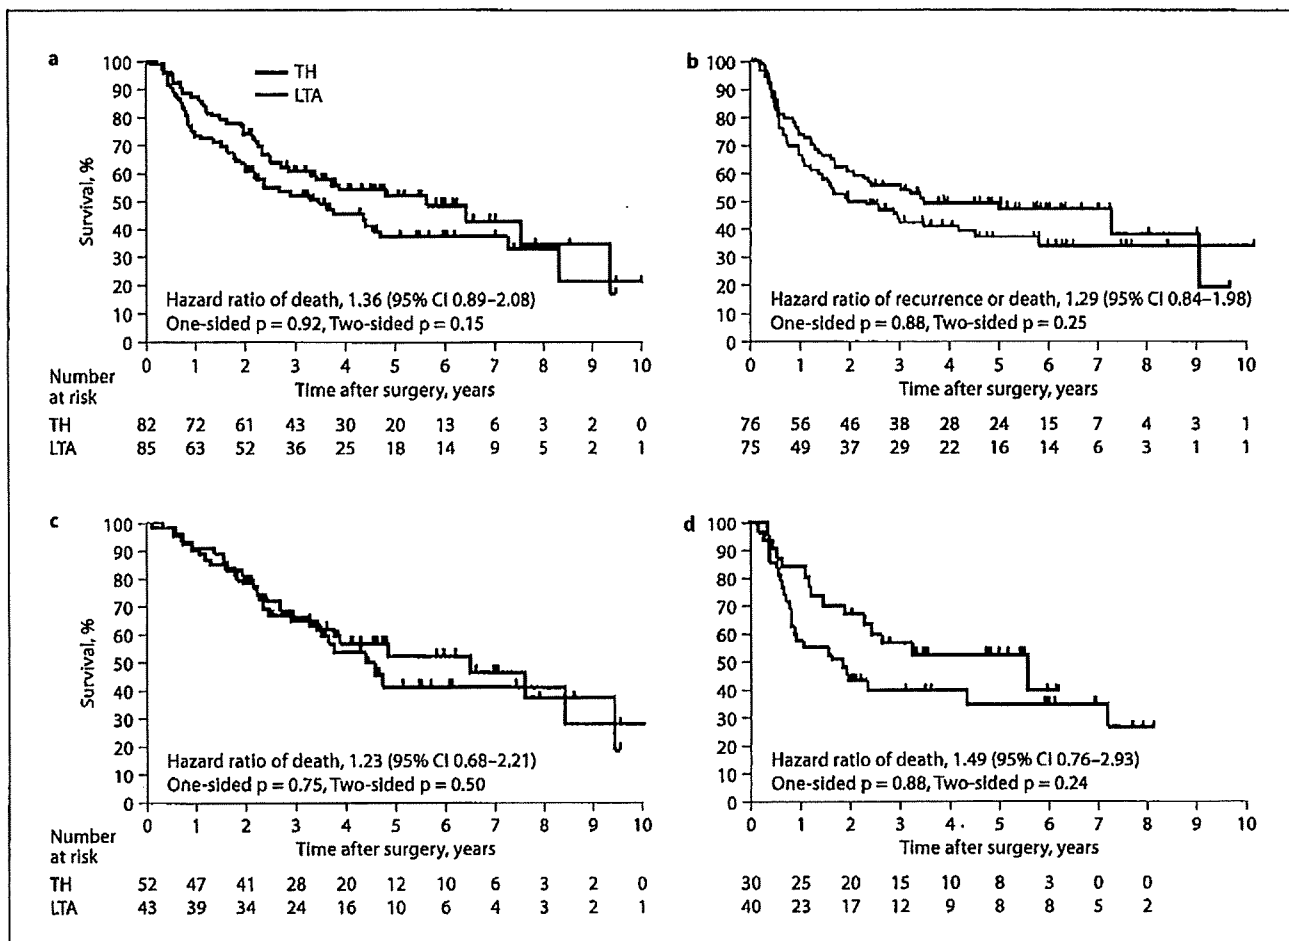 a
100
90
80
70
60
50
40
30
20
10
0
Survival, %
TH
LTA
Hazard ratio of death, 1.36 (95% CI 0.89–2.08)
One-sided p = 0.92, Two-sided p = 0.15
0 1 2 3 4 5 6 7 8 9 10
Time after surgery, years
Number
at risk
TH 82 72 61 43 30 20 13 6 3 2 0
LTA 85 63 52 36 25 18 14 9 5 2 1
b
100
90
80
70
60
50
40
30
20
10
0
Hazard ratio of recurrence or death, 1.29 (95% CI 0.84–1.98)
One-sided p = 0.88, Two-sided p = 0.25
0 1 2 3 4 5 6 7 8 9 10
Time after surgery, years
76 56 46 38 28 24 15 7 4 3 1
75 49 37 29 22 16 14 6 3 1 1
c
100
90
80
70
60
50
40
30
20
10
0
Survival, %
Hazard ratio of death, 1.23 (95% CI 0.68–2.21)
One-sided p = 0.75, Two-sided p = 0.50
0 1 2 3 4 5 6 7 8 9 10
Time after surgery, years
Number
at risk
TH 52 47 41 28 20 12 10 6 3 2 0
LTA 43 39 34 24 16 10 6 4 3 2 1
d
100
90
80
70
60
50
40
30
20
10
0
Hazard ratio of death, 1.49 (95% CI 0.76–2.93)
One-sided p = 0.88, Two-sided p = 0.24
0 1 2 3 4 5 6 7 8 9 10
Time after surgery, years
30 25 20 15 10 8 3 0 0
40 23 17 12 9 8 8 5 2